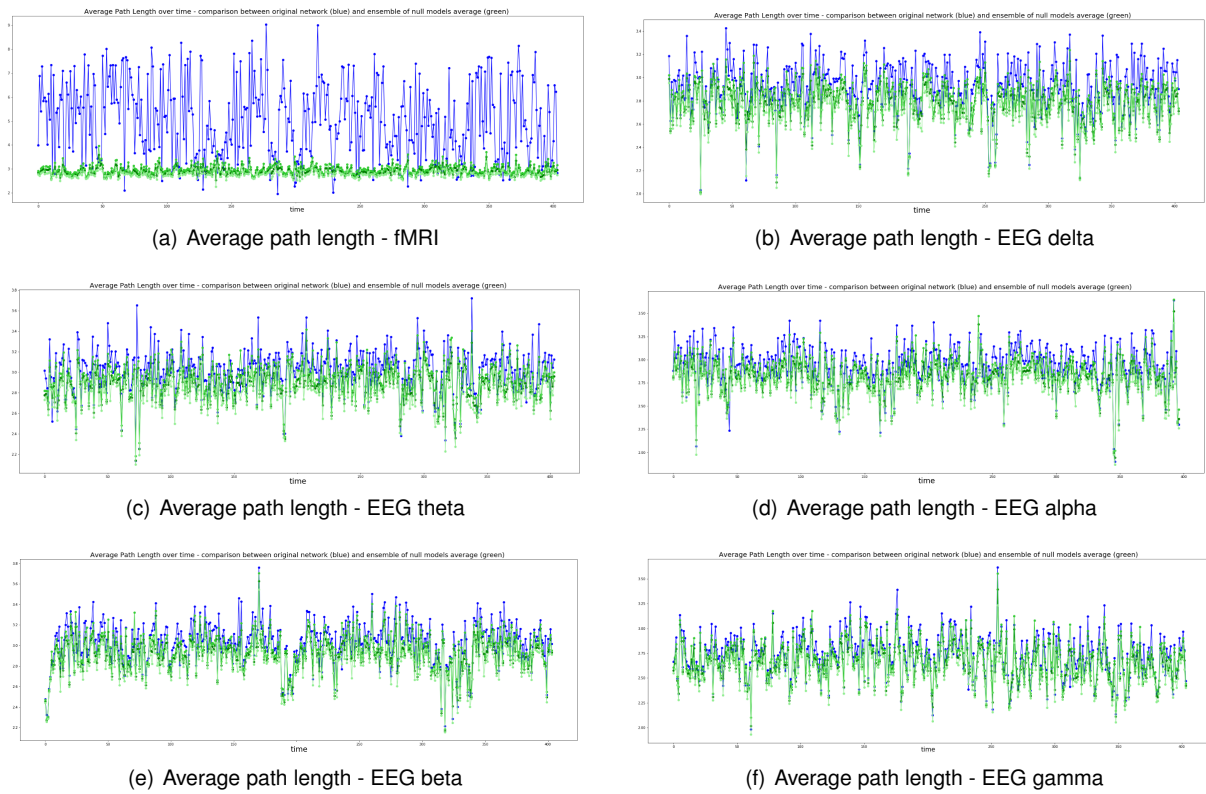 Average Path Length over time - comparison between original network (blue) and ensemble of null models average (green)
time
(a) Average path length - fMRI
Average Path Length over time - comparison between original network (blue) and ensemble of null models average (green)
time
(b) Average path length - EEG delta
Average Path Length over time - comparison between original network (blue) and ensemble of null models average (green)
time
(c) Average path length - EEG theta
Average Path Length over time - comparison between original network (blue) and ensemble of null models average (green)
time
(d) Average path length - EEG alpha
Average Path Length over time - comparison between original network (blue) and ensemble of null models average (green)
time
(e) Average path length - EEG beta
Average Path Length over time - comparison between original network (blue) and ensemble of null models average (green)
time
(f) Average path length - EEG gamma